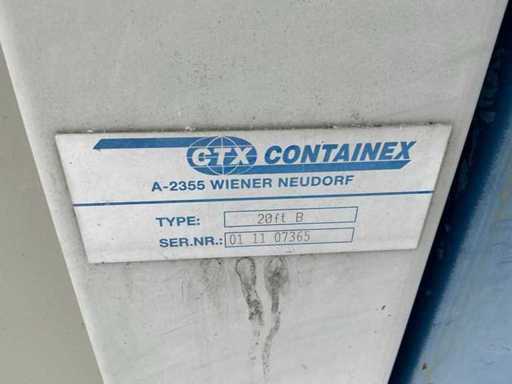 CTX CONTAINEX
A-2355 WIENER NEUDORF
TYPE: 20ft B
SER.NR.: 01 11 07365